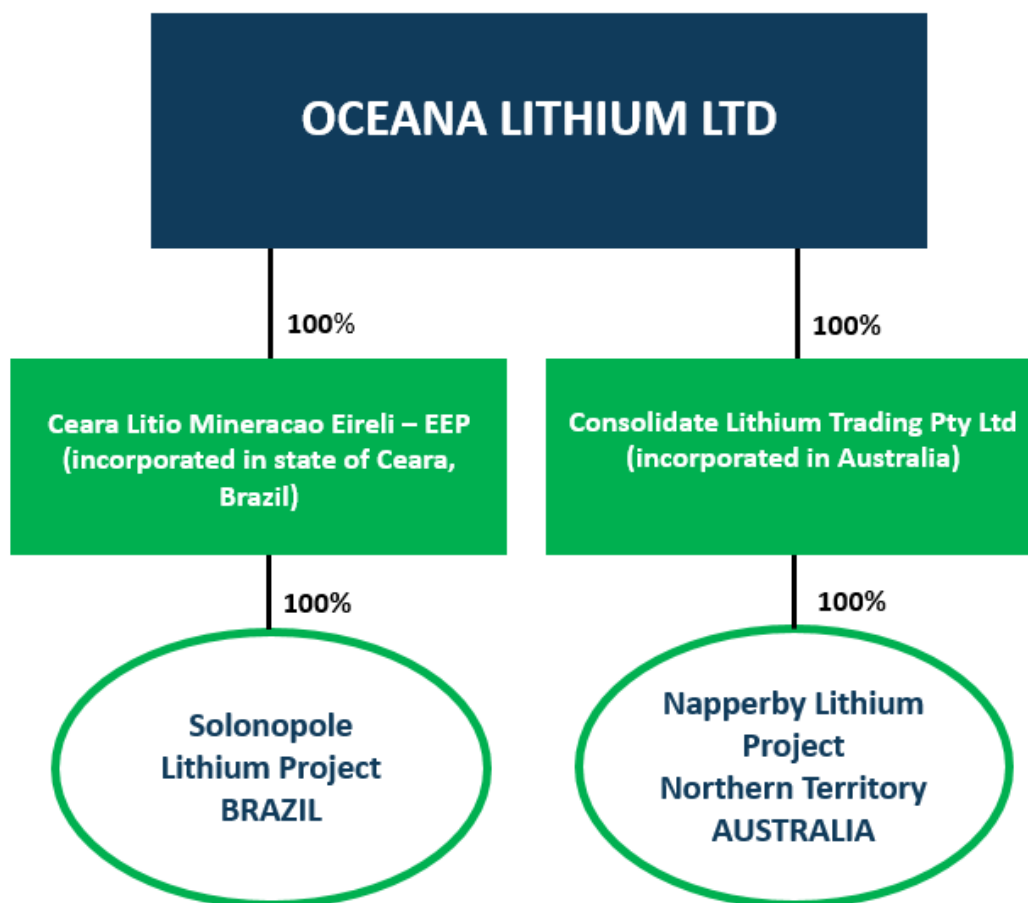 OCEANA LITHIUM LTD
100%
100%
Ceara Litio Mineracao Eireli – EEP
(incorporated in state of Ceara,
Brazil)
Consolidate Lithium Trading Pty Ltd
(incorporated in Australia)
100%
100%
Solonopole
Lithium Project
BRAZIL
Napperby Lithium
Project
Northern Territory
AUSTRALIA